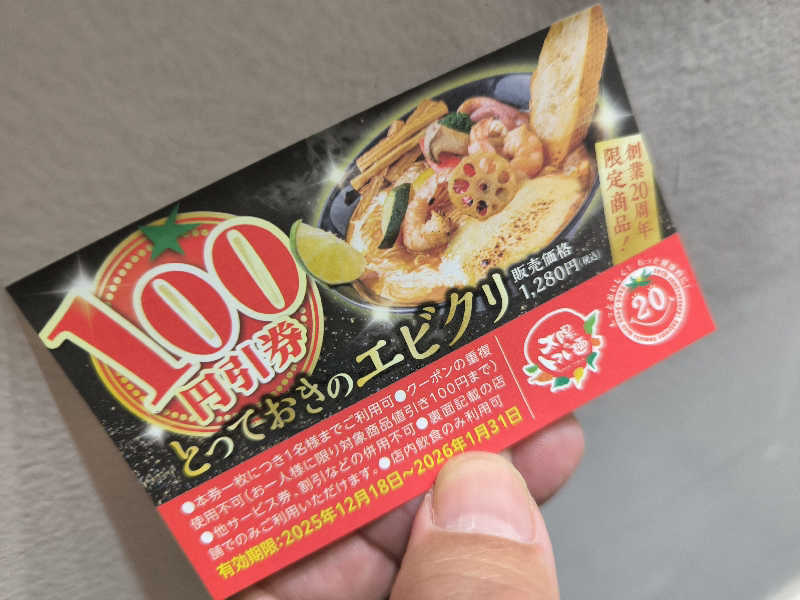 創業20周年
限定商品!
100
円引券
とっておきのエビクリ
販売価格
1,280円(税込)
20
●本券一枚につき1名様までご利用可●クーポンの重複
使用不可(お一人様に限り対象商品値引き100円まで)
●他サービス券、割引などの併用不可●裏面記載の店
舗でのみご利用いただけます。●店内飲食のみ利用可
有効期限:2025年12月18日~2026年1月31日